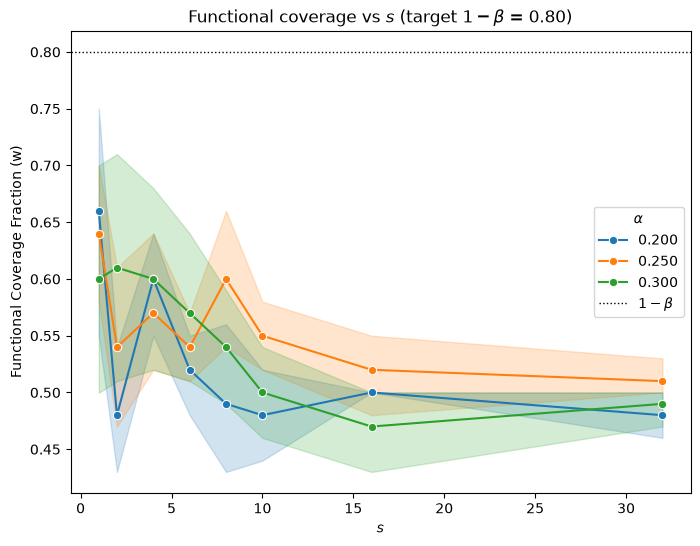 Functional coverage vs s (target 1 − β = 0.80)
Functional Coverage Fraction (w)
0.80
0.75
0.70
0.65
0.60
0.55
0.50
0.45
α
0.200
0.250
0.300
1 − β
0 5 10 15 20 25 30
s